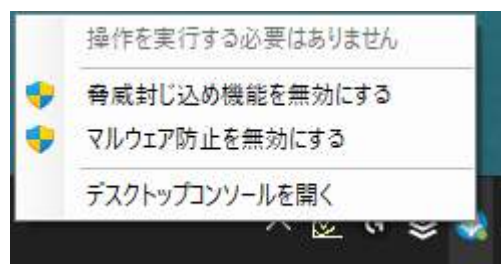 操作を実行する必要はありません
脅威封じ込め機能を無効にする
マルウェア防止を無効にする
デスクトップコンソールを開く